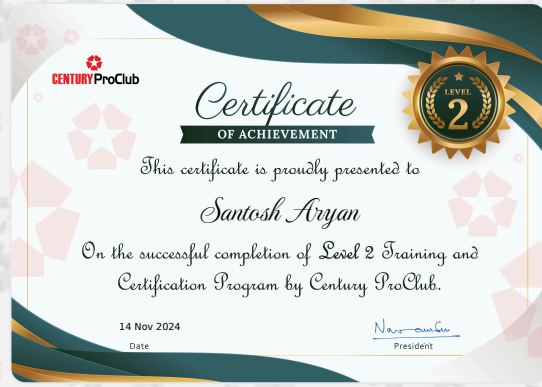 CENTURY ProClub
Certificate
OF ACHIEVEMENT
LEVEL
2
This certificate is proudly presented to
Santosh Aryan
On the successful completion of Level 2 Training and
Certification Program by Century ProClub.
14 Nov 2024
Date
President